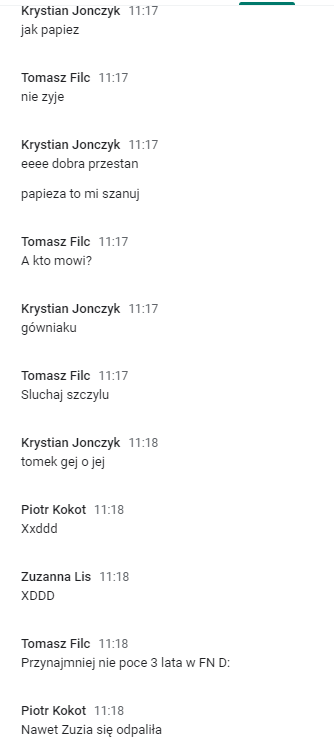 Krystian Jonczyk 11:17
jak papiez
Tomasz Filc 11:17
nie zyje
Krystian Jonczyk 11:17
eeee dobra przestan
papieza to mi szanuj
Tomasz Filc 11:17
A kto mowi?
Krystian Jonczyk 11:17
gówniaku
Tomasz Filc 11:17
Sluchaj szczylu
Krystian Jonczyk 11:18
tomek gej o jej
Piotr Kokot 11:18
Xxddd
Zuzanna Lis 11:18
XDDD
Tomasz Filc 11:18
Przynajmniej nie poce 3 lata w FN D:
Piotr Kokot 11:18
Nawet Zuzia się odpaliła